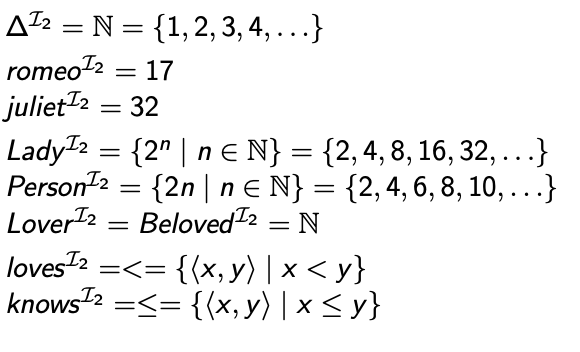 Δ^ℐ₂ = ℕ = {1, 2, 3, 4, . . .}
romeo^ℐ₂ = 17
juliet^ℐ₂ = 32
Lady^ℐ₂ = {2ⁿ | n ∈ ℕ} = {2, 4, 8, 16, 32, . . .}
Person^ℐ₂ = {2n | n ∈ ℕ} = {2, 4, 6, 8, 10, . . .}
Lover^ℐ₂ = Beloved^ℐ₂ = ℕ
loves^ℐ₂ =<= {⟨x, y⟩ | x < y}
knows^ℐ₂ =≤= {⟨x, y⟩ | x ≤ y}